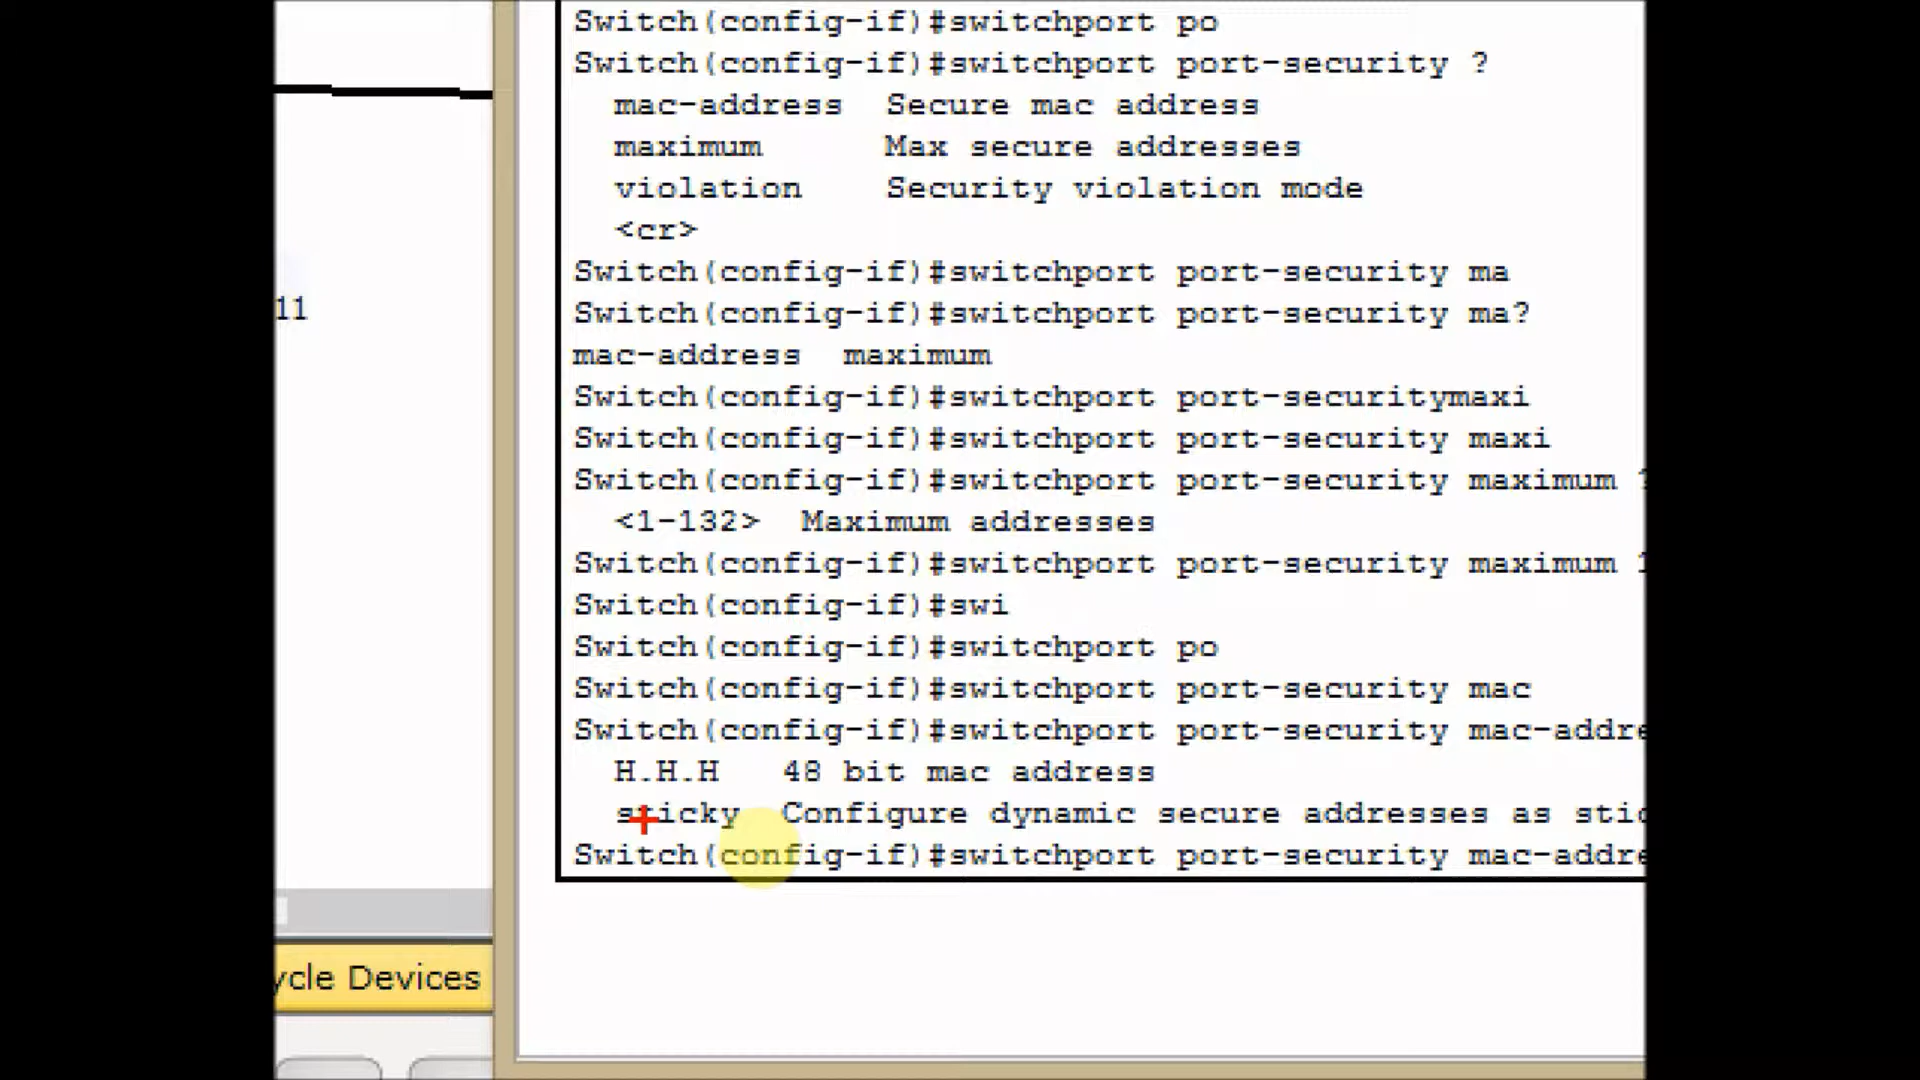 Switch(config-if)#switchport po
Switch(config-if)#switchport port-security ?
mac-address Secure mac address
maximum Max secure addresses
violation Security violation mode
<cr>
Switch(config-if)#switchport port-security ma
11
Switch(config-if)#switchport port-security ma?
mac-address maximum
Switch(config-if)#switchport port-securitymaxi
Switch(config-if)#switchport port-security maxi
Switch(config-if)#switchport port-security maximum ?
<1-132> Maximum addresses
Switch(config-if)#switchport port-security maximum
Switch(config-if)#swi
Switch(config-if)#switchport po
Switch(config-if)#switchport port-security mac
Switch(config-if)#switchport port-security mac-addre
H.H.H 48 bit mac address
sticky Configure dynamic secure addresses as stic
Switch(config-if)#switchport port-security mac-addre
ycle Devices